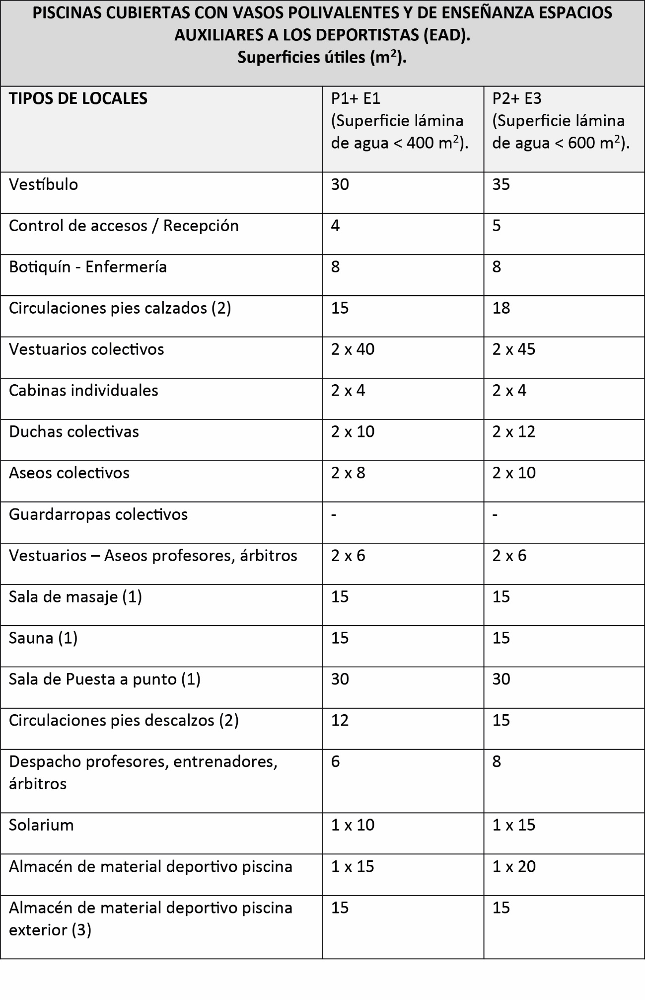 PISCINAS CUBIERTAS CON VASOS POLIVALENTES Y DE ENSEÑANZA ESPACIOS
AUXILIARES A LOS DEPORTISTAS (EAD).
Superficies útiles (m²).
TIPOS DE LOCALES
P1+ E1
(Superficie lámina
de agua < 400 m²).
P2+ E3
(Superficie lámina
de agua < 600 m²).
Vestíbulo 30 35
Control de accesos / Recepción 4 5
Botiquín - Enfermería 8 8
Circulaciones pies calzados (2) 15 18
Vestuarios colectivos 2 x 40 2 x 45
Cabinas individuales 2 x 4 2 x 4
Duchas colectivas 2 x 10 2 x 12
Aseos colectivos 2 x 8 2 x 10
Guardarropas colectivos - -
Vestuarios – Aseos profesores, árbitros 2 x 6 2 x 6
Sala de masaje (1) 15 15
Sauna (1) 15 15
Sala de Puesta a punto (1) 30 30
Circulaciones pies descalzos (2) 12 15
Despacho profesores, entrenadores, 6 8
árbitros
Solarium 1 x 10 1 x 15
Almacén de material deportivo piscina 1 x 15 1 x 20
Almacén de material deportivo piscina 15 15
exterior (3)